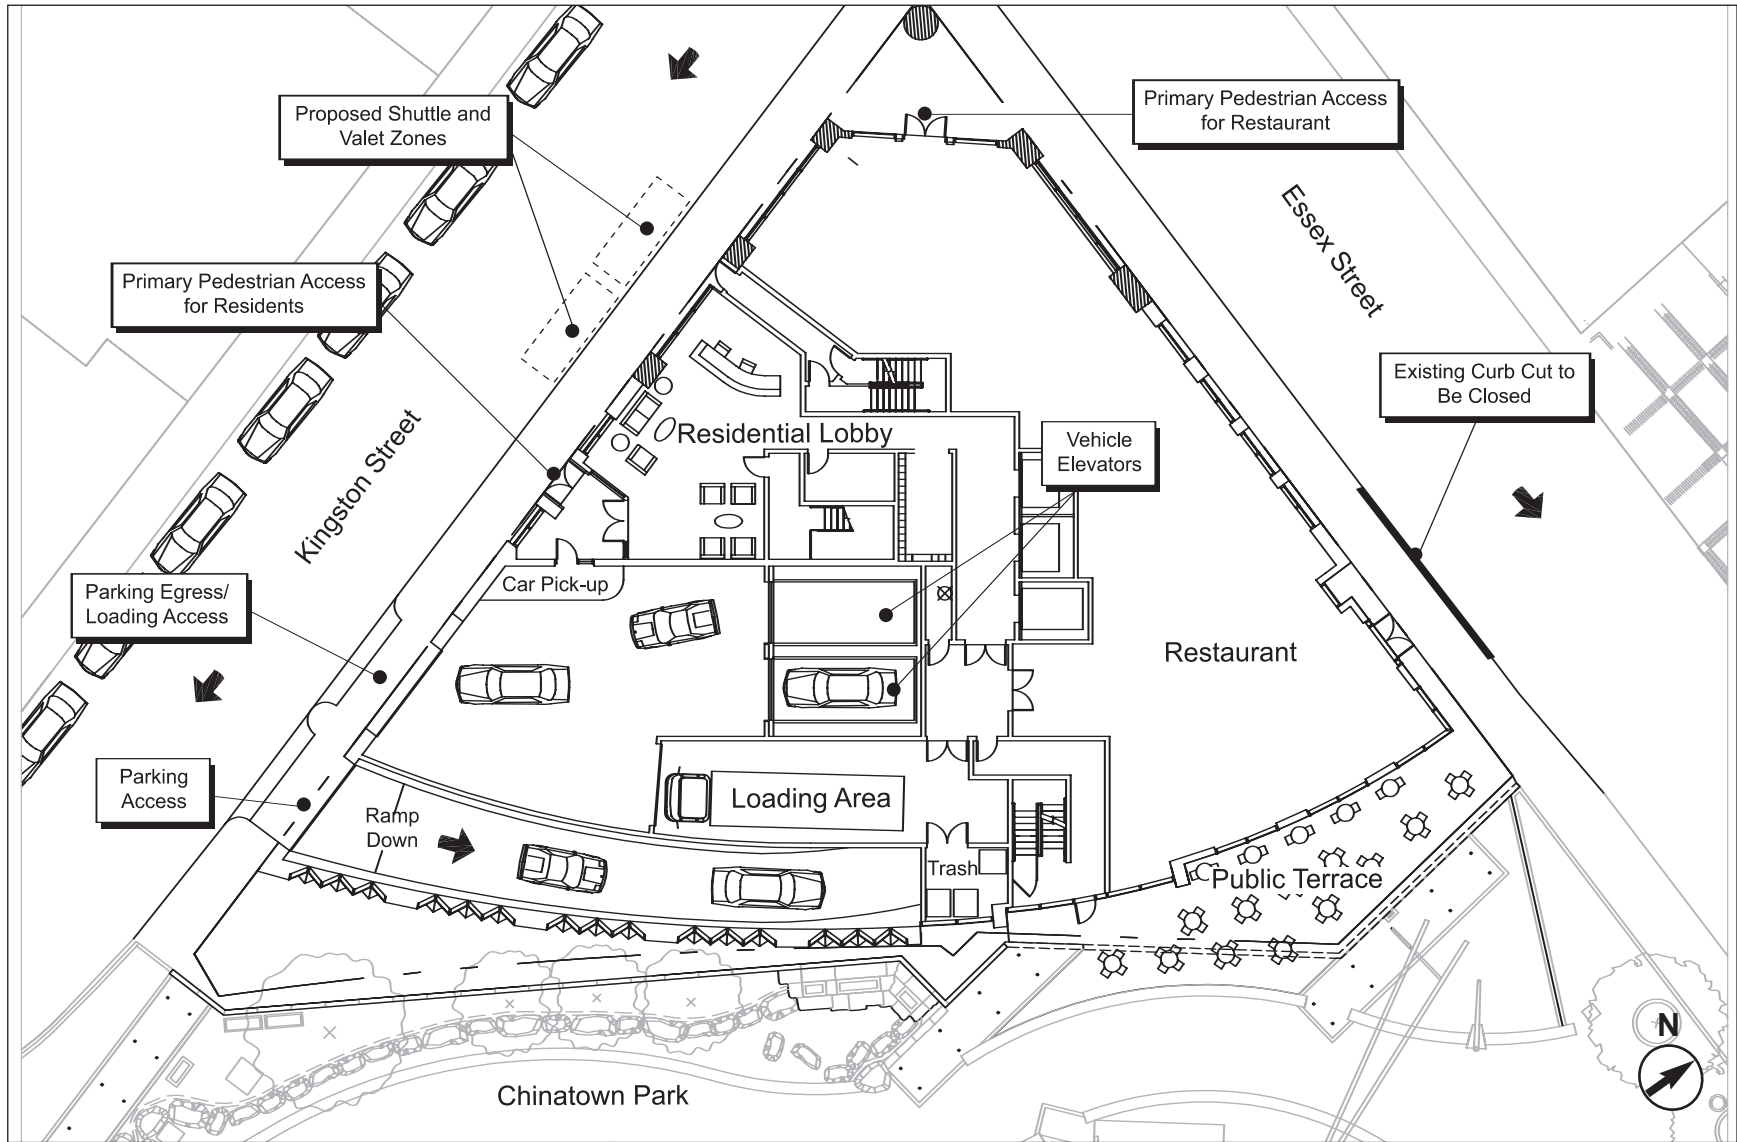 Proposed Shuttle and
Valet Zones
Primary Pedestrian Access
for Restaurant
Essex Street
Primary Pedestrian Access
for Residents
Existing Curb Cut to
Be Closed
Residential Lobby
Vehicle
Elevators
Kingston Street
Car Pick-up
Parking Egress/
Loading Access
Restaurant
Parking
Access
Ramp
Down
Loading Area
Trash
Public Terrace
N
Chinatown Park